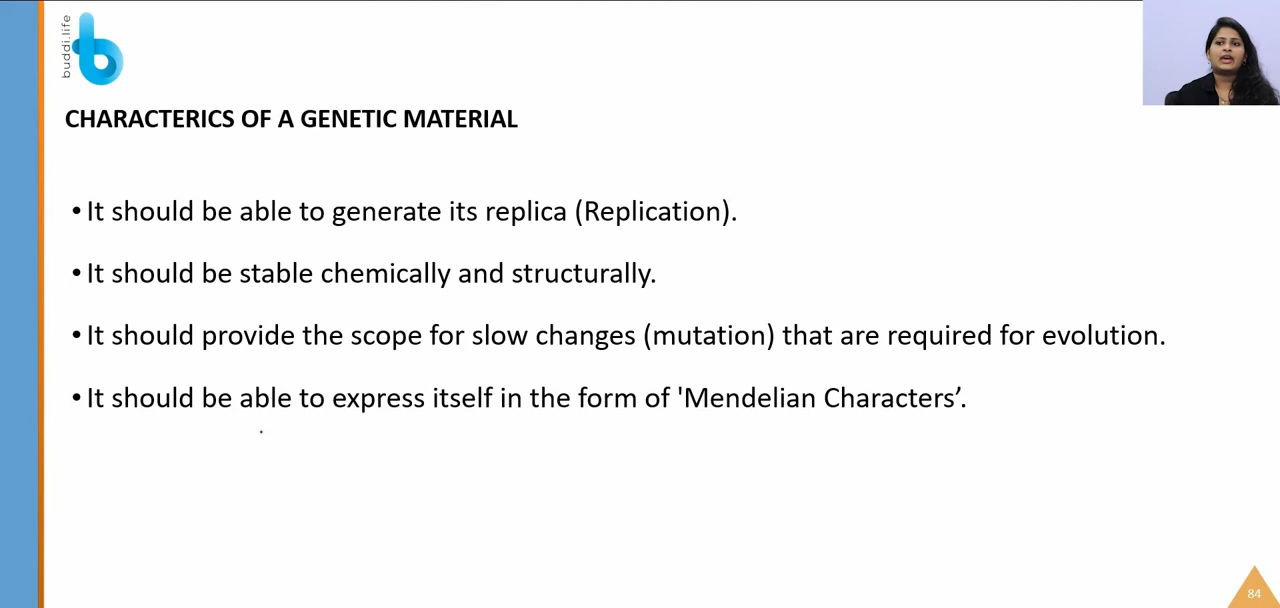 buddi.life
CHARACTERICS OF A GENETIC MATERIAL
•It should be able to generate its replica (Replication).
•It should be stable chemically and structurally.
•It should provide the scope for slow changes (mutation) that are required for evolution.
•It should be able to express itself in the form of 'Mendelian Characters’.
84